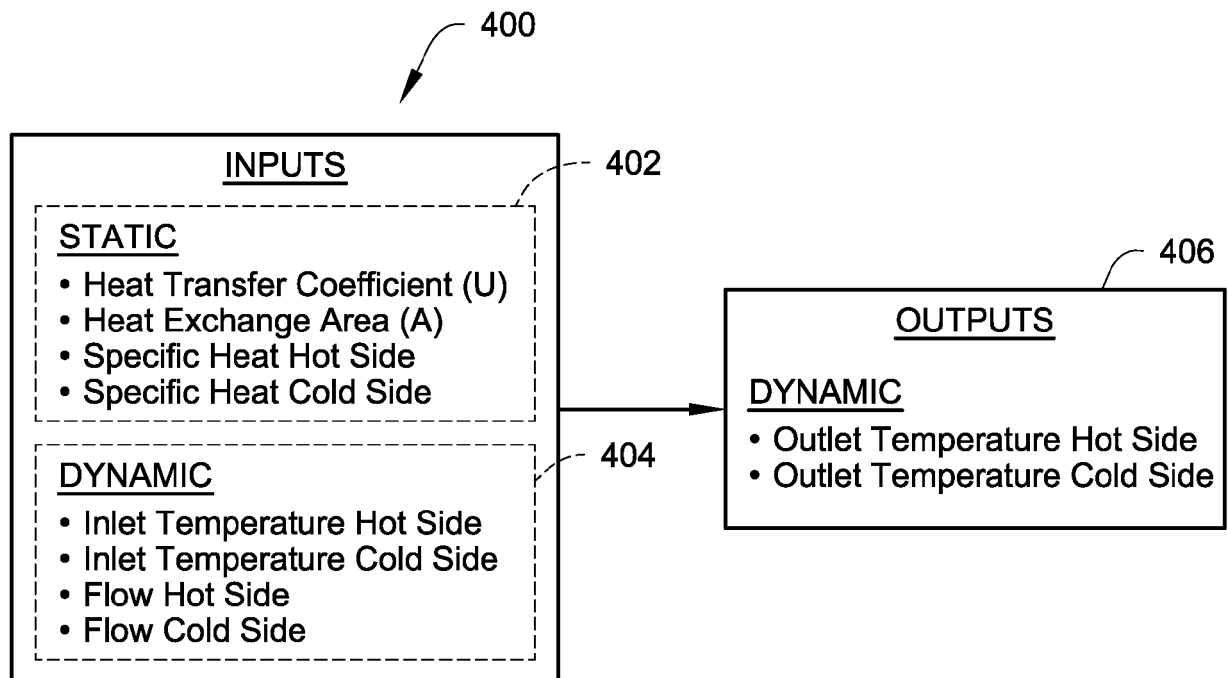 400
INPUTS
402
STATIC
• Heat Transfer Coefficient (U)
• Heat Exchange Area (A)
• Specific Heat Hot Side
• Specific Heat Cold Side
404
DYNAMIC
• Inlet Temperature Hot Side
• Inlet Temperature Cold Side
• Flow Hot Side
• Flow Cold Side
406
OUTPUTS
DYNAMIC
• Outlet Temperature Hot Side
• Outlet Temperature Cold Side